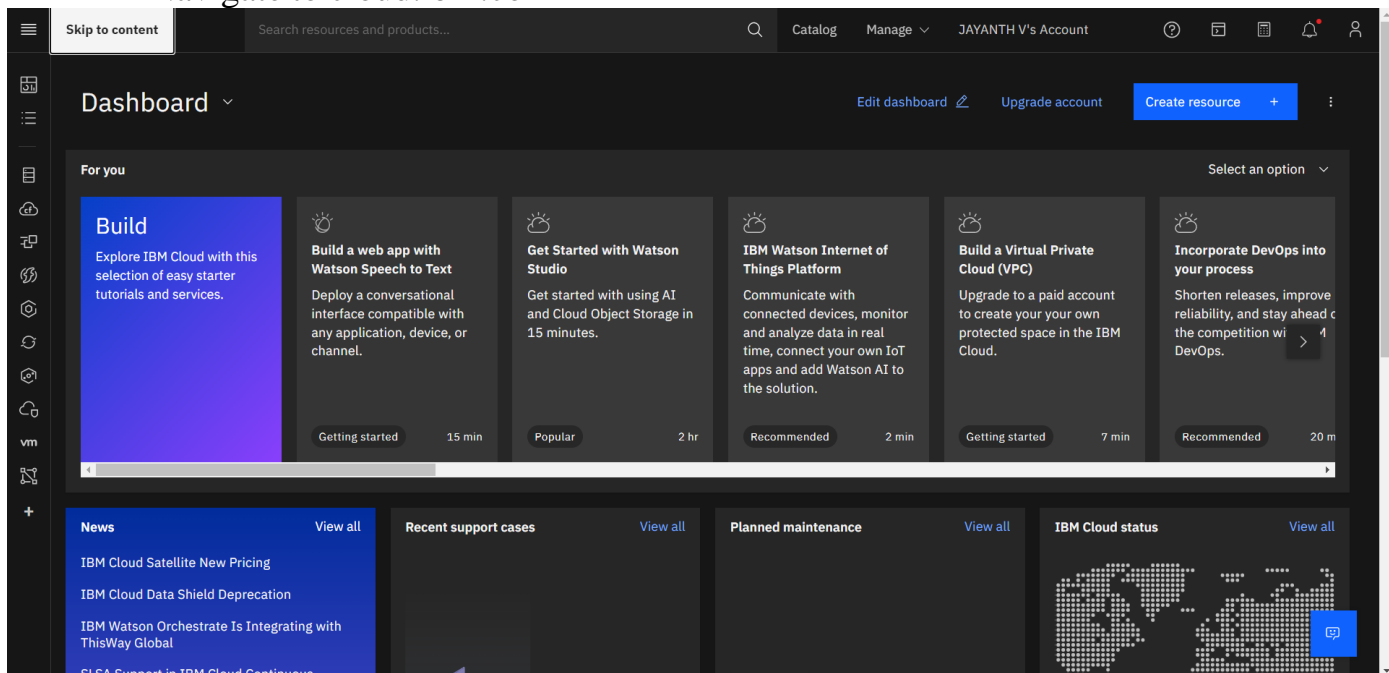 Skip to content
Search resources and products...
Catalog
Manage
JAYANTH V's Account
Dashboard
Edit dashboard
Upgrade account
Create resource +
For you
Select an option
Build
Explore IBM Cloud with this
selection of easy starter
tutorials and services.
Build a web app with
Watson Speech to Text
Deploy a conversational
interface compatible with
any application, device, or
channel.
Getting started
15 min
Get Started with Watson
Studio
Get started with using AI
and Cloud Object Storage in
15 minutes.
Popular
2 hr
IBM Watson Internet of
Things Platform
Communicate with
connected devices, monitor
and analyze data in real
time, connect your own IoT
apps and add Watson AI to
the solution.
Recommended
2 min
Build a Virtual Private
Cloud (VPC)
Upgrade to a paid account
to create your your own
protected space in the IBM
Cloud.
Getting started
7 min
Incorporate DevOps into
your process
Shorten releases, improve
reliability, and stay ahead
the competition
DevOps.
Recommended
20 m
vm
News
View all
IBM Cloud Satellite New Pricing
IBM Cloud Data Shield Deprecation
IBM Watson Orchestrate Is Integrating with
ThisWay Global
SLSA Support in IBM Cloud Continuous
Recent support cases
View all
Planned maintenance
View all
IBM Cloud status
View all